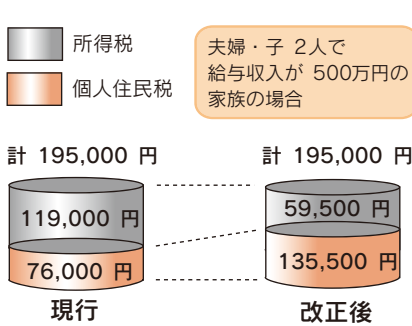 所得税
個人住民税
夫婦・子 2人で
給与収入が 500万円の
家族の場合
計 195,000 円
119,000 円
76,000 円
現行
計 195,000 円
59,500 円
135,500 円
改正後